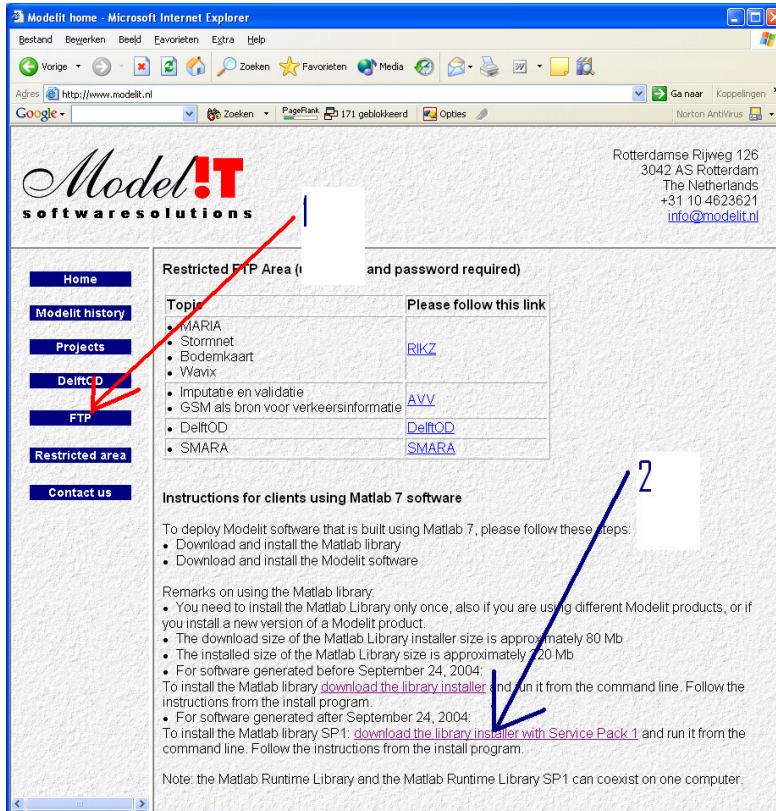 Modelit home - Microsoft Internet Explorer
Bestand Bewerken Beeld Favorieten Extra Help
Vorige Zoeken Favorieten Media
Adres http://www.modelit.nl Ga naar Koppelingen
Google Zoeken PageRank 171 geblokkeerd Opties Norton AntiVirus
Model!T
softwaresolutions
Rotterdamse Rijweg 126
3042 AS Rotterdam
The Netherlands
+31 10 4623621
info@modelit.nl
1
Home
Modelit history
Projects
DelftOD
FTP
Restricted area
Contact us
Restricted FTP Area ( and password required)
Topic Please follow this link
• MARIA
• Stormnet
• Bodemkaart
• Wavix
RIKZ
• Imputatie en validatie
• GSM als bron voor verkeersinformatie
AVV
• DelftOD DelftOD
• SMARA SMARA
2
Instructions for clients using Matlab 7 software
To deploy Modelit software that is built using Matlab 7, please follow these steps:
• Download and install the Matlab library
• Download and install the Modelit software
Remarks on using the Matlab library:
• You need to install the Matlab Library only once, also if you are using different Modelit products, or if
you install a new version of a Modelit product.
• The download size of the Matlab Library installer size is approximately 80 Mb
• The installed size of the Matlab Library size is approximately 220 Mb
• For software generated before September 24, 2004:
To install the Matlab library download the library installer and run it from the command line. Follow the
instructions from the install program.
• For software generated after September 24, 2004:
To install the Matlab library SP1: download the library installer with Service Pack 1 and run it from the
command line. Follow the instructions from the install program.
Note: the Matlab Runtime Library and the Matlab Runtime Library SP1 can coexist on one computer.